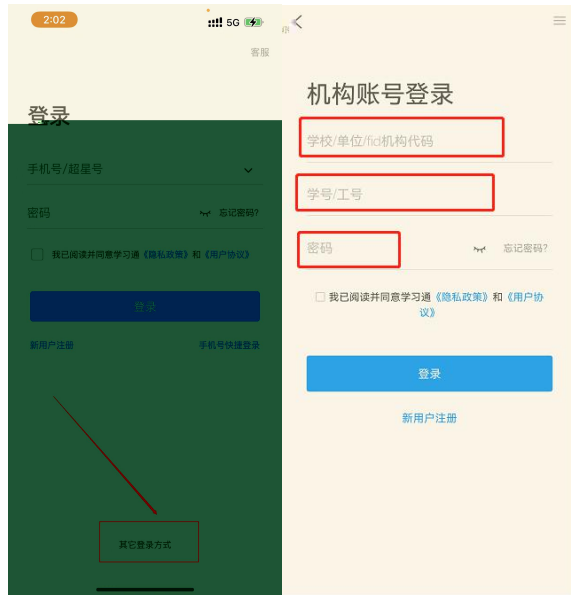 2:02
5G
客服
登录
手机号/超星号
密码
忘记密码?
我已阅读并同意学习通《隐私政策》和《用户协议》
登录
新用户注册
手机号快捷登录
其它登录方式
机构账号登录
学校/单位/fid机构代码
学号/工号
密码
忘记密码?
我已阅读并同意学习通《隐私政策》和《用户协
议》
登录
新用户注册